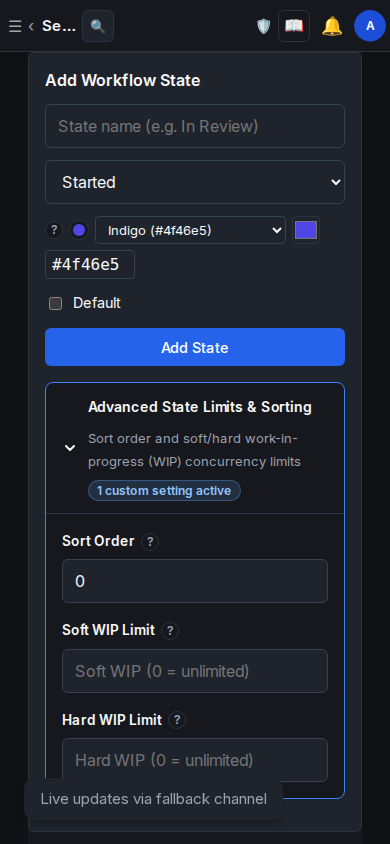 Se...
A
Add Workflow State
State name (e.g. In Review)
Started
? Indigo (#4f46e5)
#4f46e5
Default
Add State
Advanced State Limits & Sorting
Sort order and soft/hard work-in-
progress (WIP) concurrency limits
1 custom setting active
Sort Order ?
0
Soft WIP Limit ?
Soft WIP (0 = unlimited)
Hard WIP Limit ?
Hard WIP (0 = unlimited)
Live updates via fallback channel